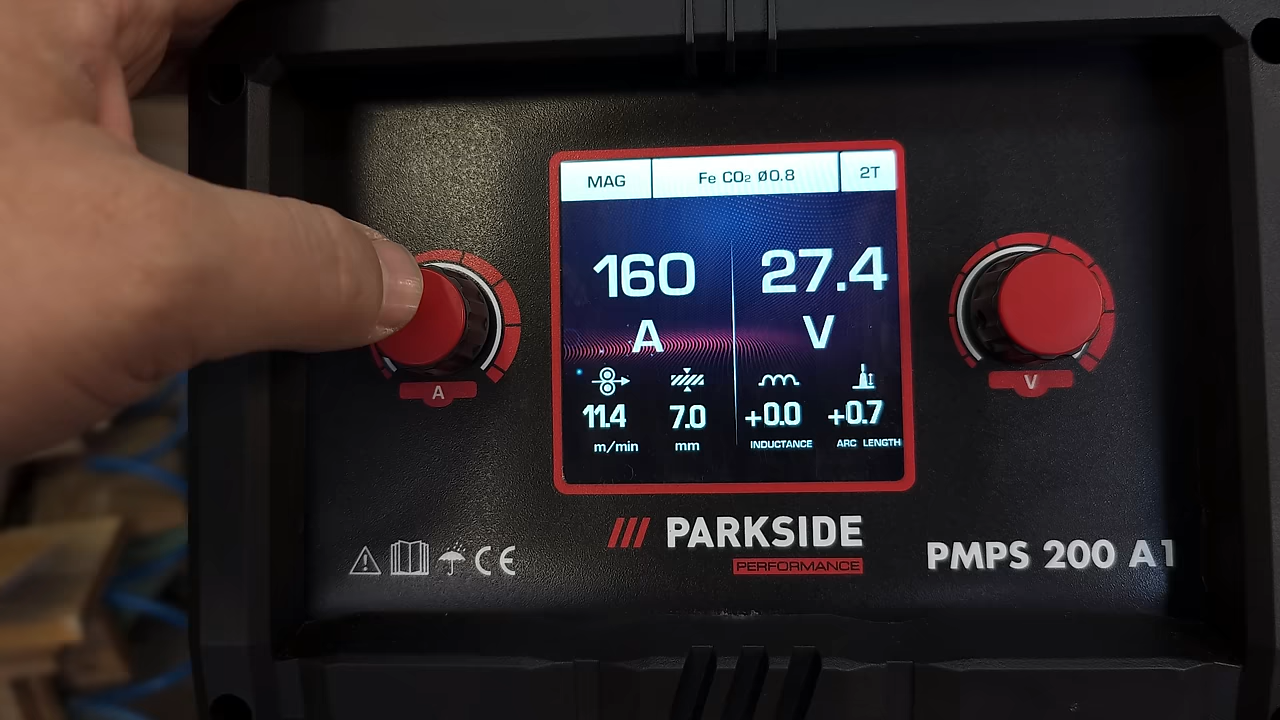 MAG Fe CO₂ Ø0.8 2T
160 27.4
A V
11.4 7.0 +0.0 +0.7
m/min mm INDUCTANCE ARC LENGTH
A V
PARKSIDE
PERFORMANCE
CE PMPS 200 A1